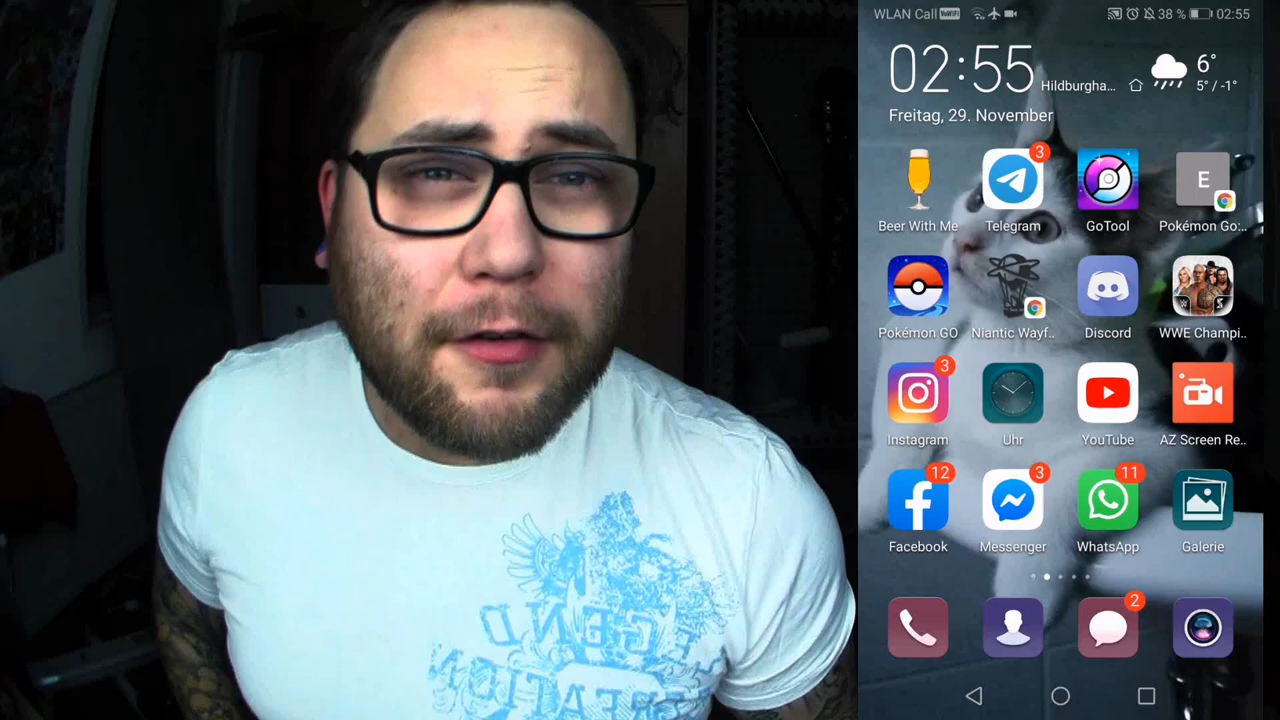 WLAN Call VoWiFi 38 % 02:55
02:55
Hildburgha...
6°
5° / -1°
Freitag, 29. November
3
E
Beer With Me
Telegram
GoTool
Pokémon Go:..
Pokémon GO
Niantic Wayf..
Discord
WWE Champi..
3
Instagram
Uhr
YouTube
AZ Screen Re..
12
3
11
Facebook
Messenger
WhatsApp
Galerie
2